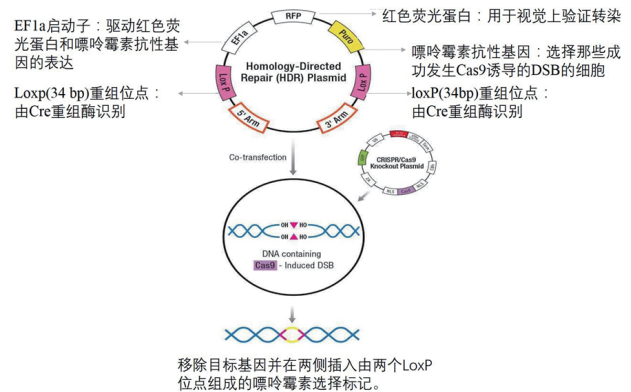 EF1a启动子：驱动红色荧
光蛋白和嘌呤霉素抗性基
因的表达
Loxp(34 bp)重组位点：
由Cre重组酶识别
RFP
EF1a
Puro
Lox P
Lox P
Homology-Directed
Repair (HDR) Plasmid
5' Arm
3' Arm
红色荧光蛋白：用于视觉上验证转染
嘌呤霉素抗性基因：选择那些成
功发生Cas9诱导的DSB的细胞
loxP(34bp)重组位点：
由Cre重组酶识别
Co-transfection
CRISPR/Cas9
Knockout Plasmid
NLS
Cas9
NLS
OH HO
OH HO
DNA containing
Cas9 - Induced DSB
移除目标基因并在两侧插入由两个LoxP
位点组成的嘌呤霉素选择标记。